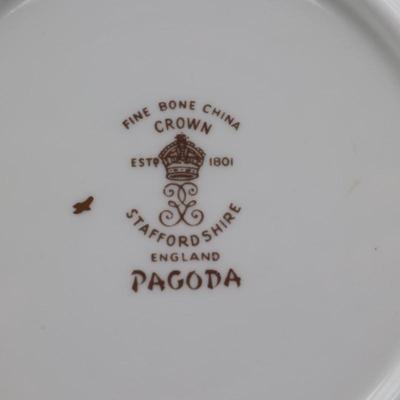 FINE BONE CHINA
CROWN
ESTD 1801
STAFFORDSHIRE
ENGLAND
PAGODA